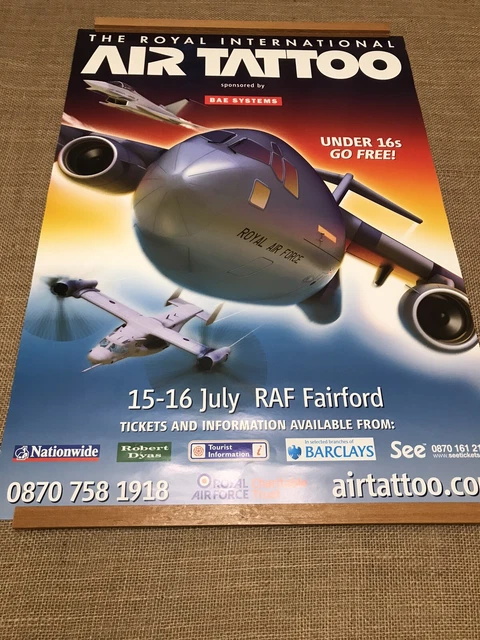 THE ROYAL INTERNATIONAL
AIR TATTOO
sponsored by
BAE SYSTEMS
UNDER 16s
GO FREE!
ROYAL AIR FORCE
15-16 July RAF Fairford
TICKETS AND INFORMATION AVAILABLE FROM:
Nationwide
Robert
Dyas
Tourist
Information i
In selected branches of
BARCLAYS
See 0870 161 21
www.seetickets
0870 758 1918
ROYAL
AIR FORCE
airtattoo.co